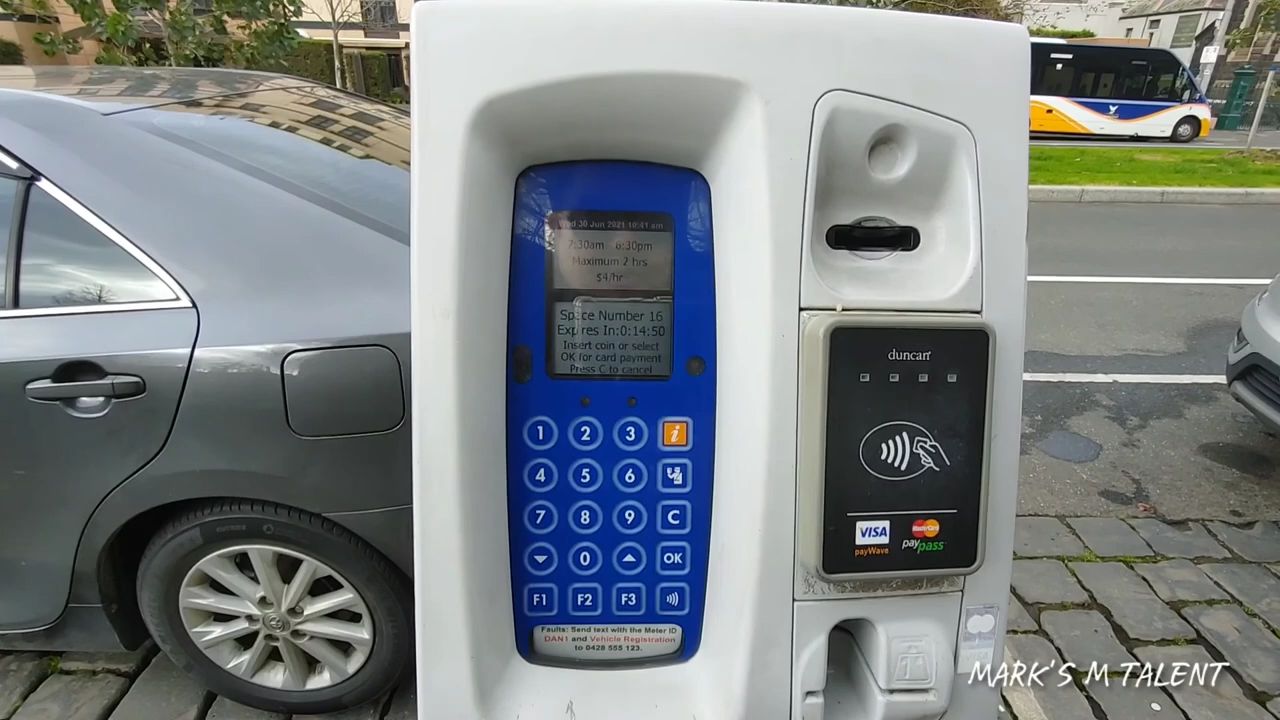 Wed 30 Jun 2021 10:41 am
7:30am 8:30pm
Maximum 2 hrs
$4/hr
Space Number 16
Expires In:0:14:50
Insert coin or select
OK for card payment
Press C to cancel
1 2 3 i
4 5 6
7 8 9 C
0 OK
F1 F2 F3
Faults: Send text with the Meter ID
DAN1 and Vehicle Registration
to 0428 555 123.
duncan
VISA
payWave
MasterCard
paypass
MARK'S M TALENT